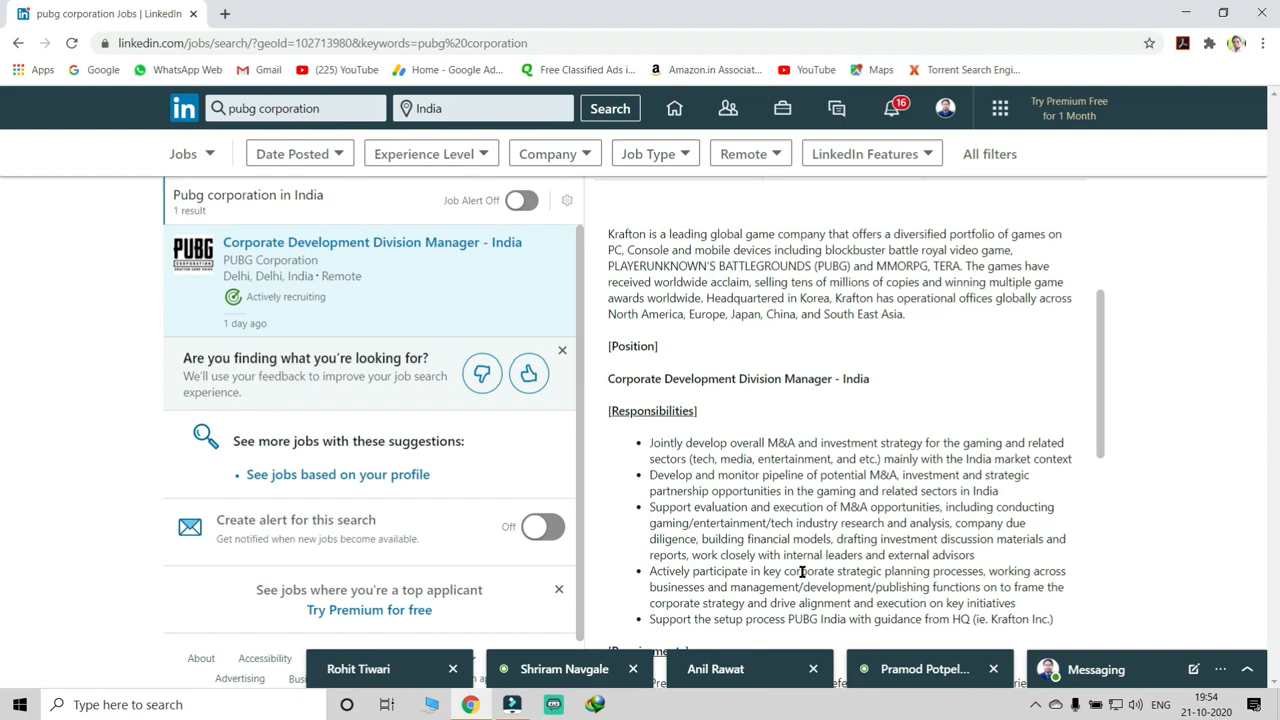 pubg corporation Jobs | LinkedIn
linkedin.com/jobs/search/?geoId=102713980&keywords=pubg%20corporation
Apps
Google
WhatsApp Web
Gmail
(225) YouTube
Home - Google Ad...
Free Classified Ads i...
Amazon.in Associat...
YouTube
Maps
Torrent Search Engi...
in
pubg corporation
India
Search
16
Try Premium Free
for 1 Month
Jobs
Date Posted
Experience Level
Company
Job Type
Remote
LinkedIn Features
All filters
Pubg corporation in India
1 result
Job Alert Off
PUBG
CORPORATION
Corporate Development Division Manager - India
PUBG Corporation
Delhi, Delhi, India • Remote
Actively recruiting
1 day ago
Are you finding what you're looking for?
We'll use your feedback to improve your job search
experience.
See more jobs with these suggestions:
• See jobs based on your profile
Create alert for this search
Get notified when new jobs become available.
Off
See jobs where you're a top applicant
Try Premium for free
About
Accessibility
Advertising
Krafton is a leading global game company that offers a diversified portfolio of games on
PC, Console and mobile devices including blockbuster battle royal video game,
PLAYERUNKNOWN'S BATTLEGROUNDS (PUBG) and MMORPG, TERA. The games have
received worldwide acclaim, selling tens of millions of copies and winning multiple game
awards worldwide. Headquartered in Korea, Krafton has operational offices globally across
North America, Europe, Japan, China, and South East Asia.
[Position]
Corporate Development Division Manager - India
[Responsibilities]
• Jointly develop overall M&A and investment strategy for the gaming and related
sectors (tech, media, entertainment, and etc.) mainly with the India market context
• Develop and monitor pipeline of potential M&A, investment and strategic
partnership opportunities in the gaming and related sectors in India
• Support evaluation and execution of M&A opportunities, including conducting
gaming/entertainment/tech industry research and analysis, company due
diligence, building financial models, drafting investment discussion materials and
reports, work closely with internal leaders and external advisors
• Actively participate in key corporate strategic planning processes, working across
businesses and management/development/publishing functions on to frame the
corporate strategy and drive alignment and execution on key initiatives
• Support the setup process PUBG India with guidance from HQ (ie. Krafton Inc.)
Rohit Tiwari
Shriram Navgale
Anil Rawat
Pramod Potpel...
Messaging
Type here to search
ENG
19:54
21-10-2020